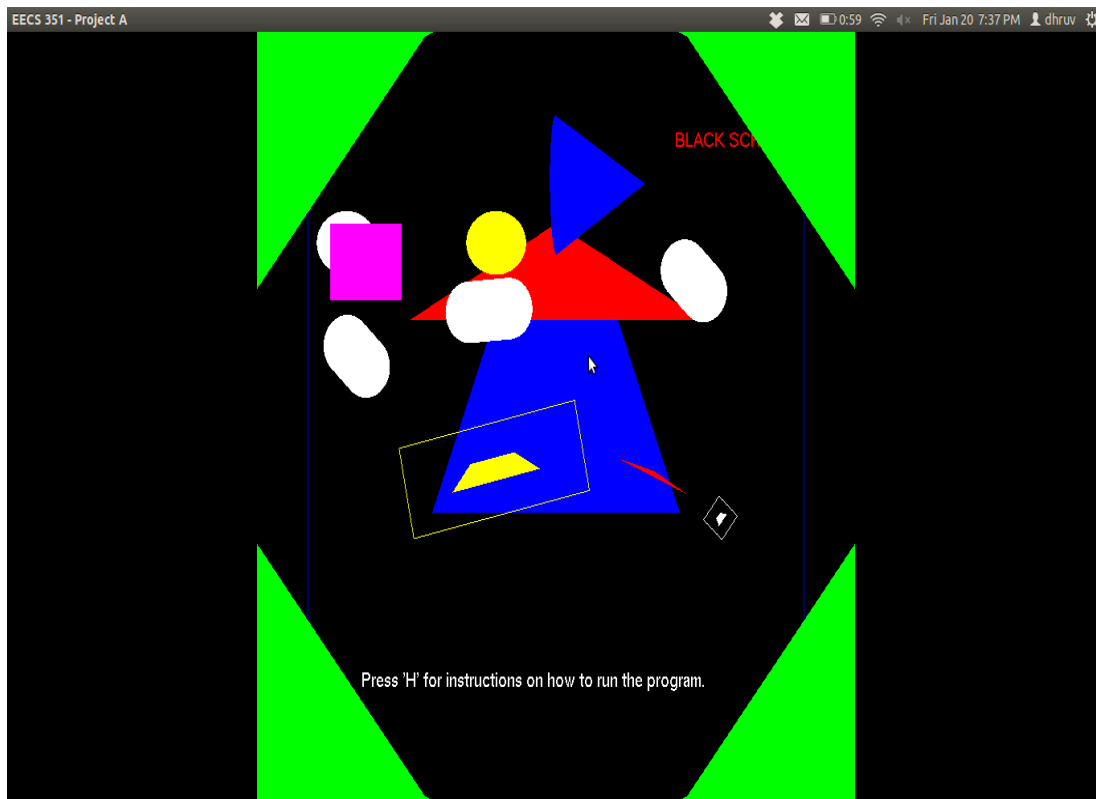 EECS 351 - Project A
0:59 Fri Jan 20 7:37 PM dhruv
BLACK
Press 'H' for instructions on how to run the program.